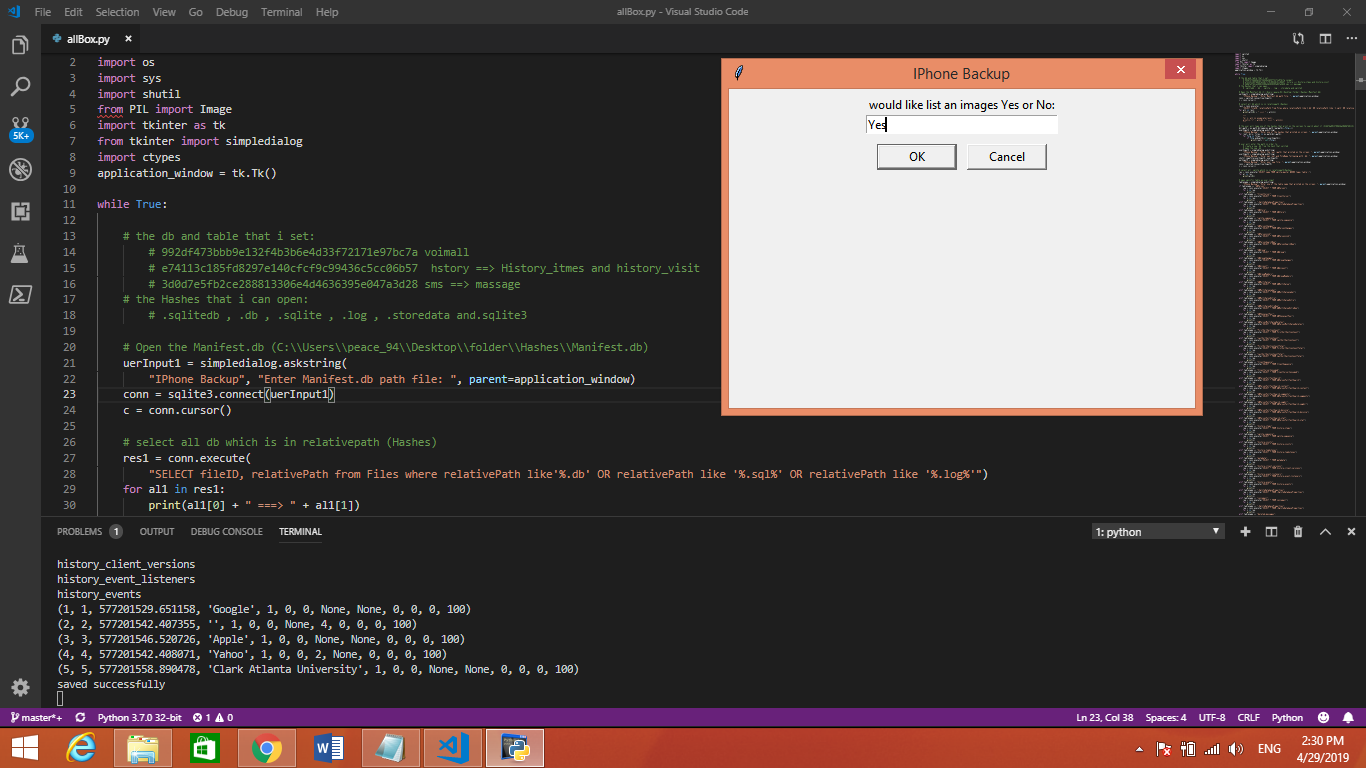 File Edit Selection View Go Debug Terminal Help
allBox.py - Visual Studio Code
allBox.py
2 import os
3 import sys
4 import shutil
5 from PIL import Image
6 import tkinter as tk
7 from tkinter import simpledialog
8 import ctypes
9 application_window = tk.Tk()
10
11 while True:
12
13 # the db and table that i set:
14 # 992df473bbb9e132f4b3b6e4d33f72171e97bc7a voimall
15 # e74113c185fd8297e140cfcf9c99436c5cc06b57 hstory ==> History_itmes and history_visit
16 # 3d0d7e5fb2ce288813306e4d4636395e047a3d28 sms ==> massage
17 # the Hashes that i can open:
18 # .sqlitedb , .db , .sqlite , .log , .storedata and.sqlite3
19
20 # Open the Manifest.db (C:\\Users\\peace_94\\Desktop\\folder\\Hashes\\Manifest.db)
21 uerInput1 = simpledialog.askstring(
22 "IPhone Backup", "Enter Manifest.db path file: ", parent=application_window)
23 conn = sqlite3.connect(uerInput1)
24 c = conn.cursor()
25
26 # select all db which is in relativepath (Hashes)
27 res1 = conn.execute(
28 "SELECT fileID, relativePath from Files where relativePath like'%.db' OR relativePath like '%.sql%' OR relativePath like '%.log%'")
29 for all in res1:
30 print(all[0] + " ===> " + all[1])
IPhone Backup
would like list an images Yes or No:
Yes
OK Cancel
5K+
PROBLEMS 1 OUTPUT DEBUG CONSOLE TERMINAL
1: python
history_client_versions
history_event_listeners
history_events
(1, 1, 577201529.651158, 'Google', 1, 0, 0, None, None, 0, 0, 0, 100)
(2, 2, 577201542.407355, '', 1, 0, 0, None, 4, 0, 0, 0, 100)
(3, 3, 577201546.520726, 'Apple', 1, 0, 0, None, None, 0, 0, 0, 100)
(4, 4, 577201542.408071, 'Yahoo', 1, 0, 0, 2, None, 0, 0, 0, 100)
(5, 5, 577201558.890478, 'Clark Atlanta University', 1, 0, 0, None, None, 0, 0, 0, 100)
saved successfully
master*+ Python 3.7.0 32-bit 1 0
Ln 23, Col 38 Spaces: 4 UTF-8 CRLF Python
ENG
2:30 PM
4/29/2019